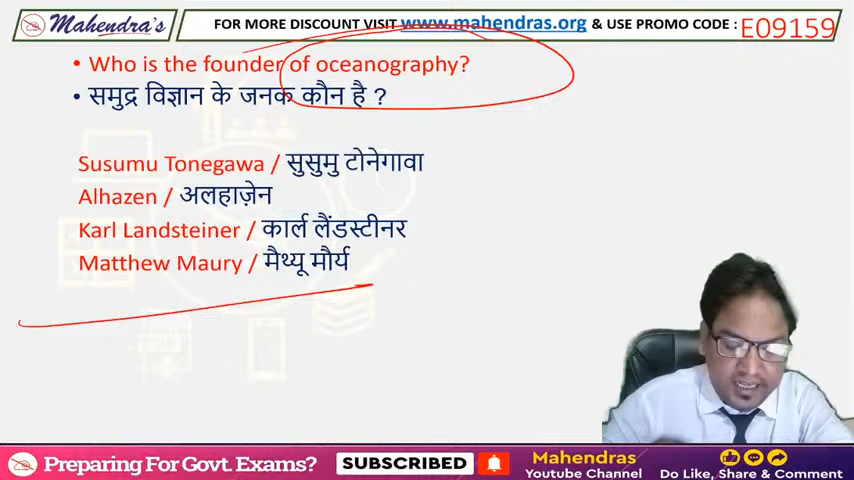 Mahendra's
FOR MORE DISCOUNT VISIT www.mahendras.org & USE PROMO CODE : E09159
• Who is the founder of oceanography?
• समुद्र विज्ञान के जनक कौन है ?
Susumu Tonegawa / सुसुमु टोनेगावा
Alhazen / अलहाज़ेन
Karl Landsteiner / कार्ल लैंडस्टीनर
Matthew Maury / मैथ्यू मौर्य
Preparing For Govt. Exams?
SUBSCRIBED
Mahendras
Youtube Channel
Do Like, Share & Comment